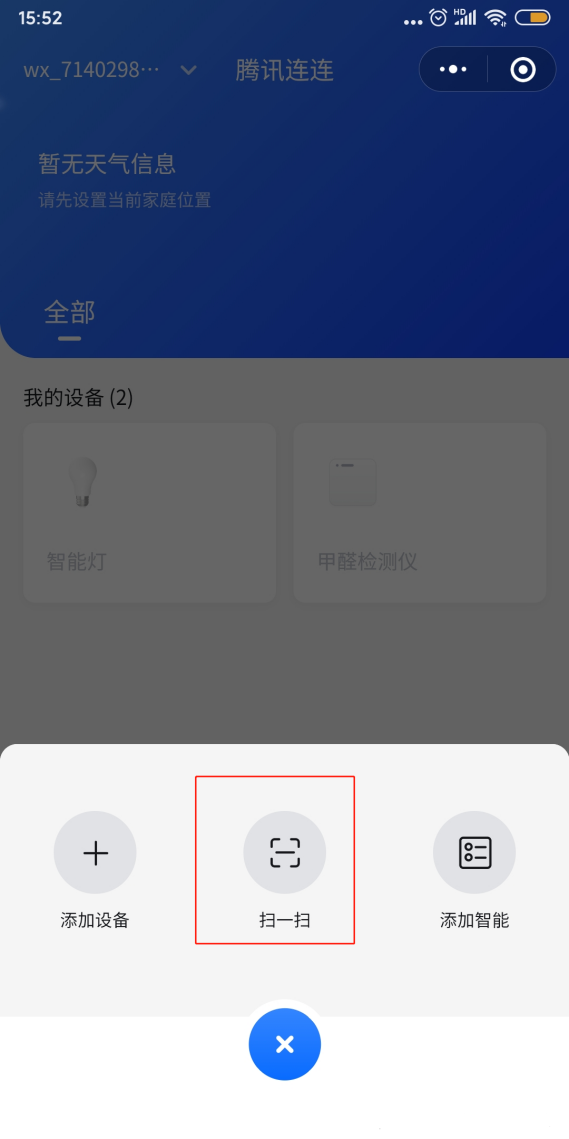 15:52
HD
wx_7140298…
腾讯连连
暂无天气信息
请先设置当前家庭位置
全部
我的设备 (2)
智能灯
甲醛检测仪
添加设备
扫一扫
添加智能